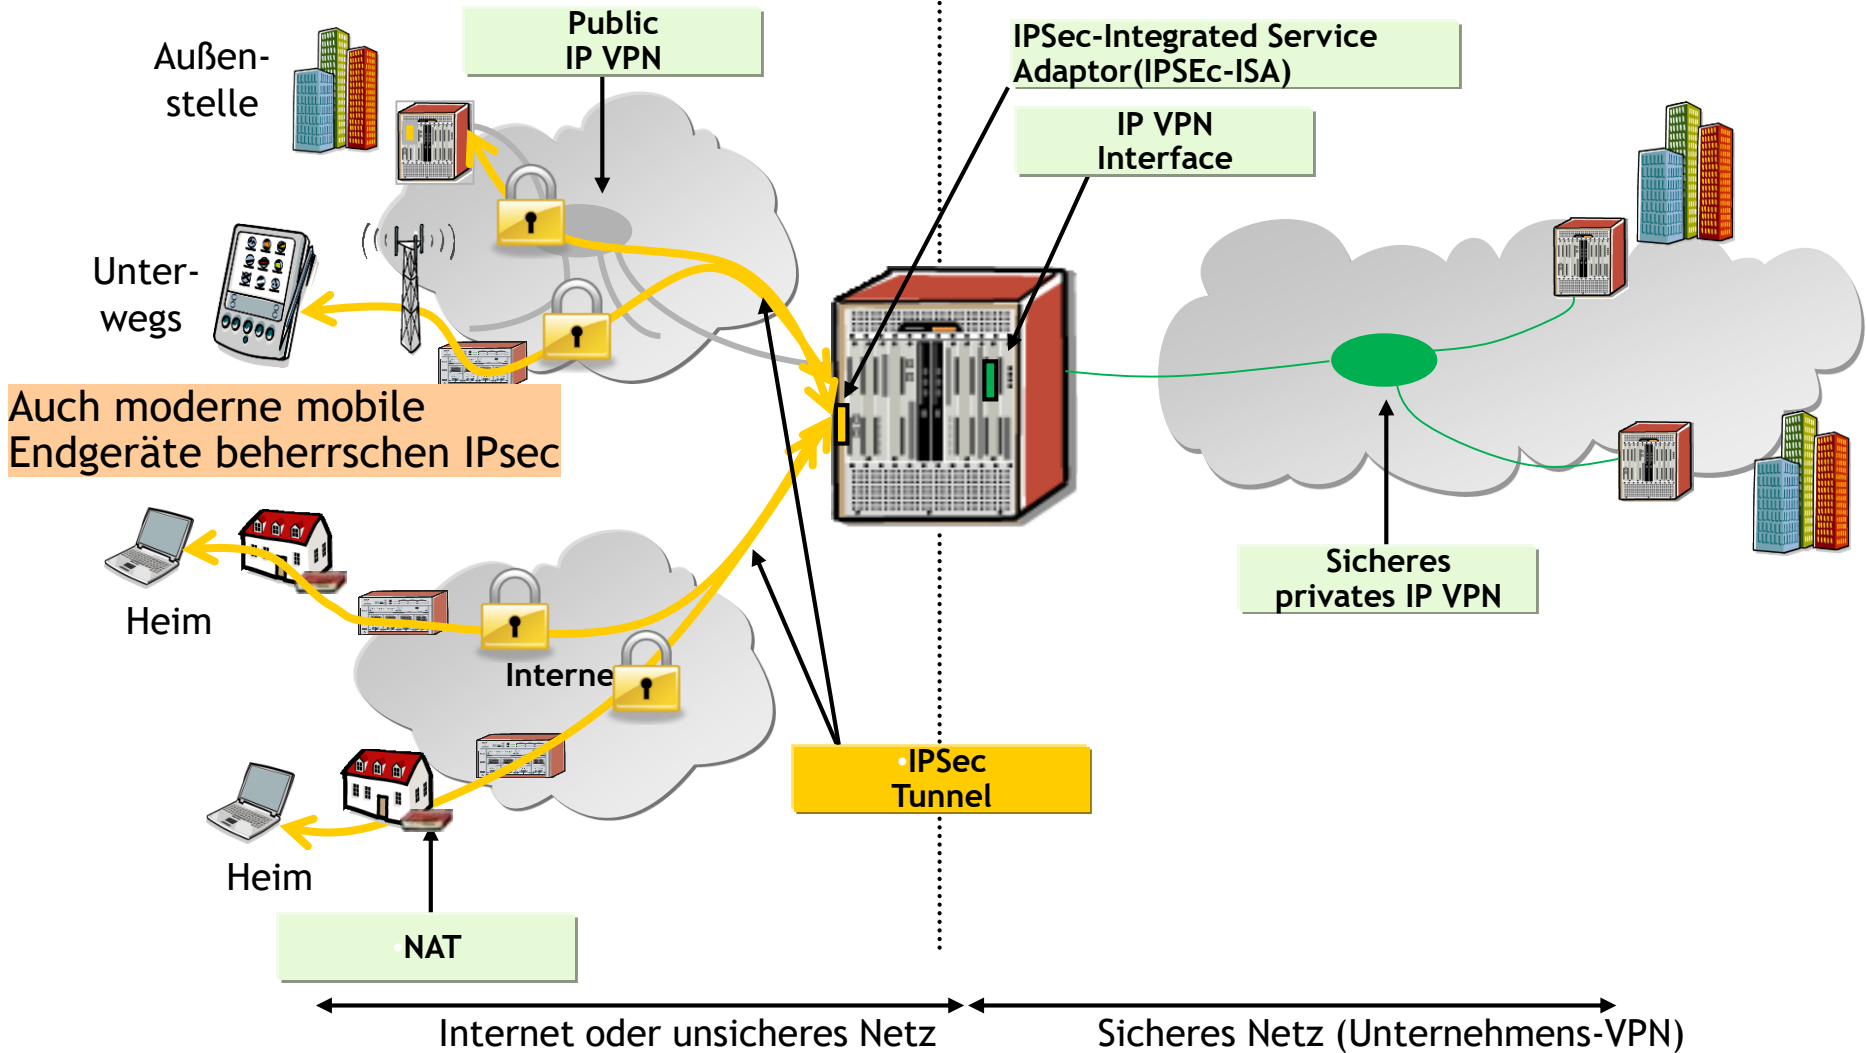 Public
IP VPN
IPSec-Integrated Service
Adaptor(IPSEc-ISA)
IP VPN
Interface
Außen-
stelle
Unter-
wegs
Auch moderne mobile
Endgeräte beherrschen IPsec
Heim
Interne
Sicheres
privates IP VPN
•IPSec
Tunnel
Heim
•NAT
Internet oder unsicheres Netz
Sicheres Netz (Unternehmens-VPN)